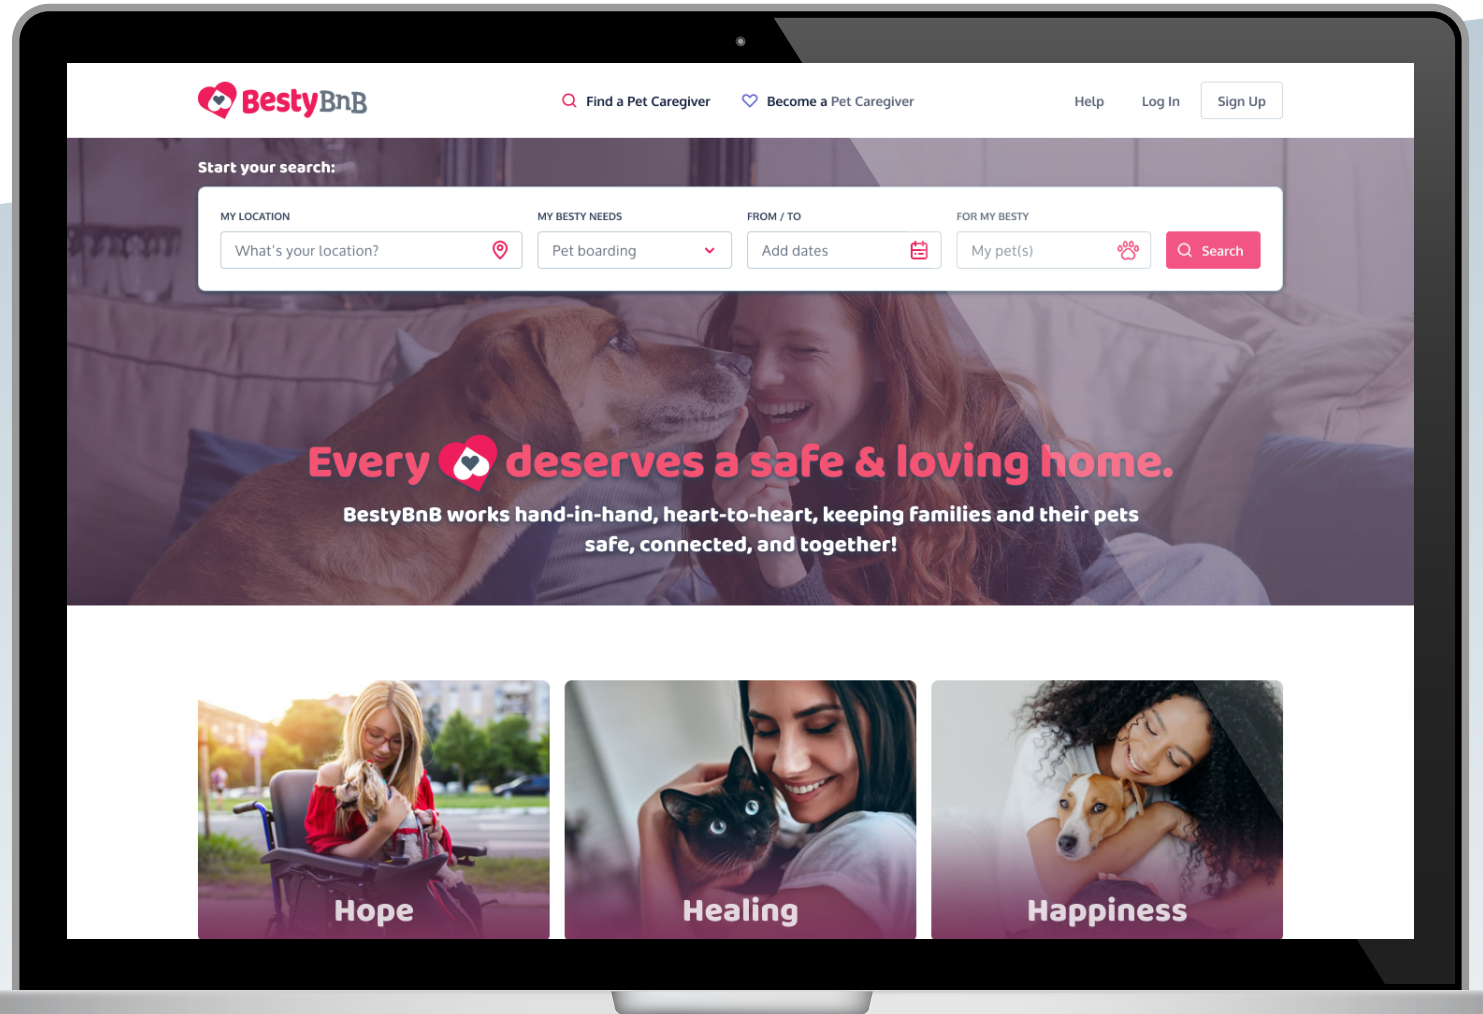 BestyBnB
Find a Pet Caregiver
Become a Pet Caregiver
Help
Log In
Sign Up
Start your search:
MY LOCATION
What's your location?
MY BESTY NEEDS
Pet boarding
FROM / TO
Add dates
FOR MY BESTY
My pet(s)
Search
Every deserves a safe & loving home.
BestyBnB works hand-in-hand, heart-to-heart, keeping families and their pets
safe, connected, and together!
Hope
Healing
Happiness